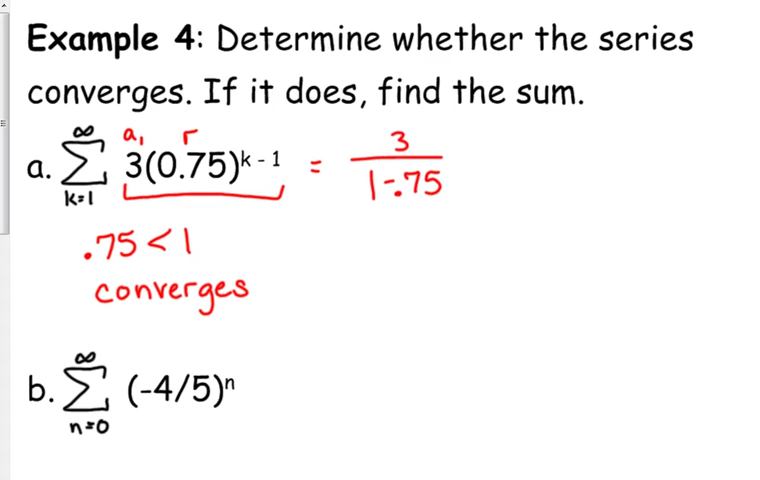 Example 4: Determine whether the series
converges. If it does, find the sum.
a₁ r
a. ∞ ∑ k=1 3(0.75)ᵏ ⁻ ¹ = 3 / 1-.75
.75 < 1
converges
b. ∞ ∑ n=0 (-4/5)ⁿ